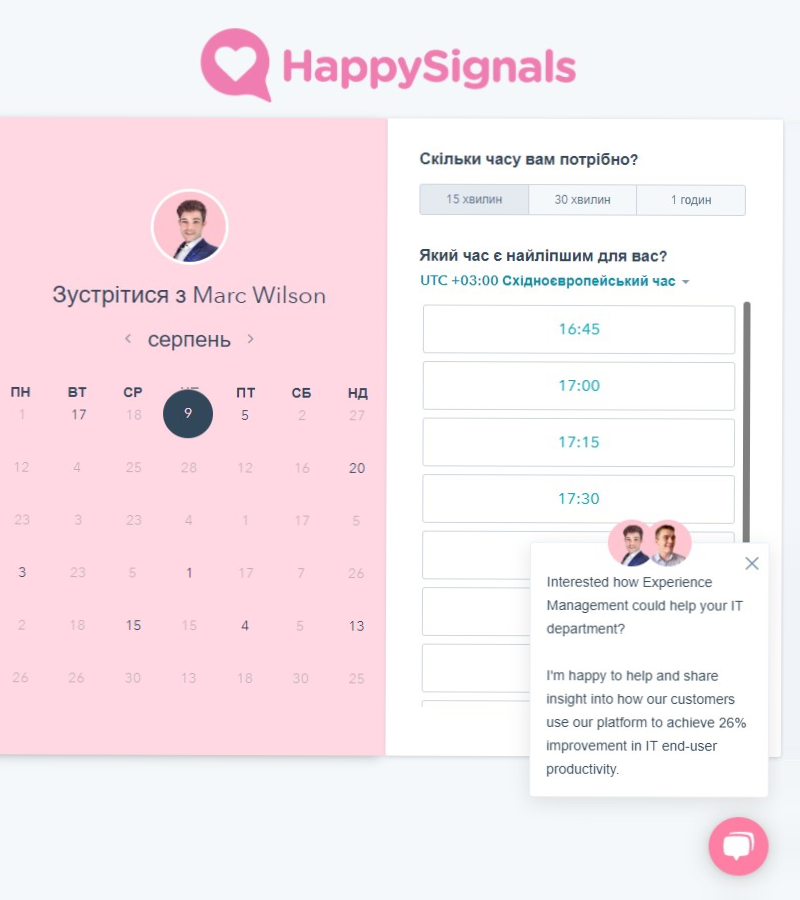 HappySignals
Зустрітися з Marc Wilson
серпень
ПН ВТ СР ПТ СБ НД
1 17 18 9 5 2 27
12 4 25 28 12 16 20
23 3 23 4 1 17 5
3 23 5 1 17 7 26
2 18 15 15 4 5 13
26 26 30 13 18 30 25
Скільки часу вам потрібно?
15 хвилин 30 хвилин 1 годин
Який час є найліпшим для вас?
UTC +03:00 Східноєвропейський час
16:45
17:00
17:15
17:30
Interested how Experience
Management could help your IT
department?
I'm happy to help and share
insight into how our customers
use our platform to achieve 26%
improvement in IT end-user
productivity.